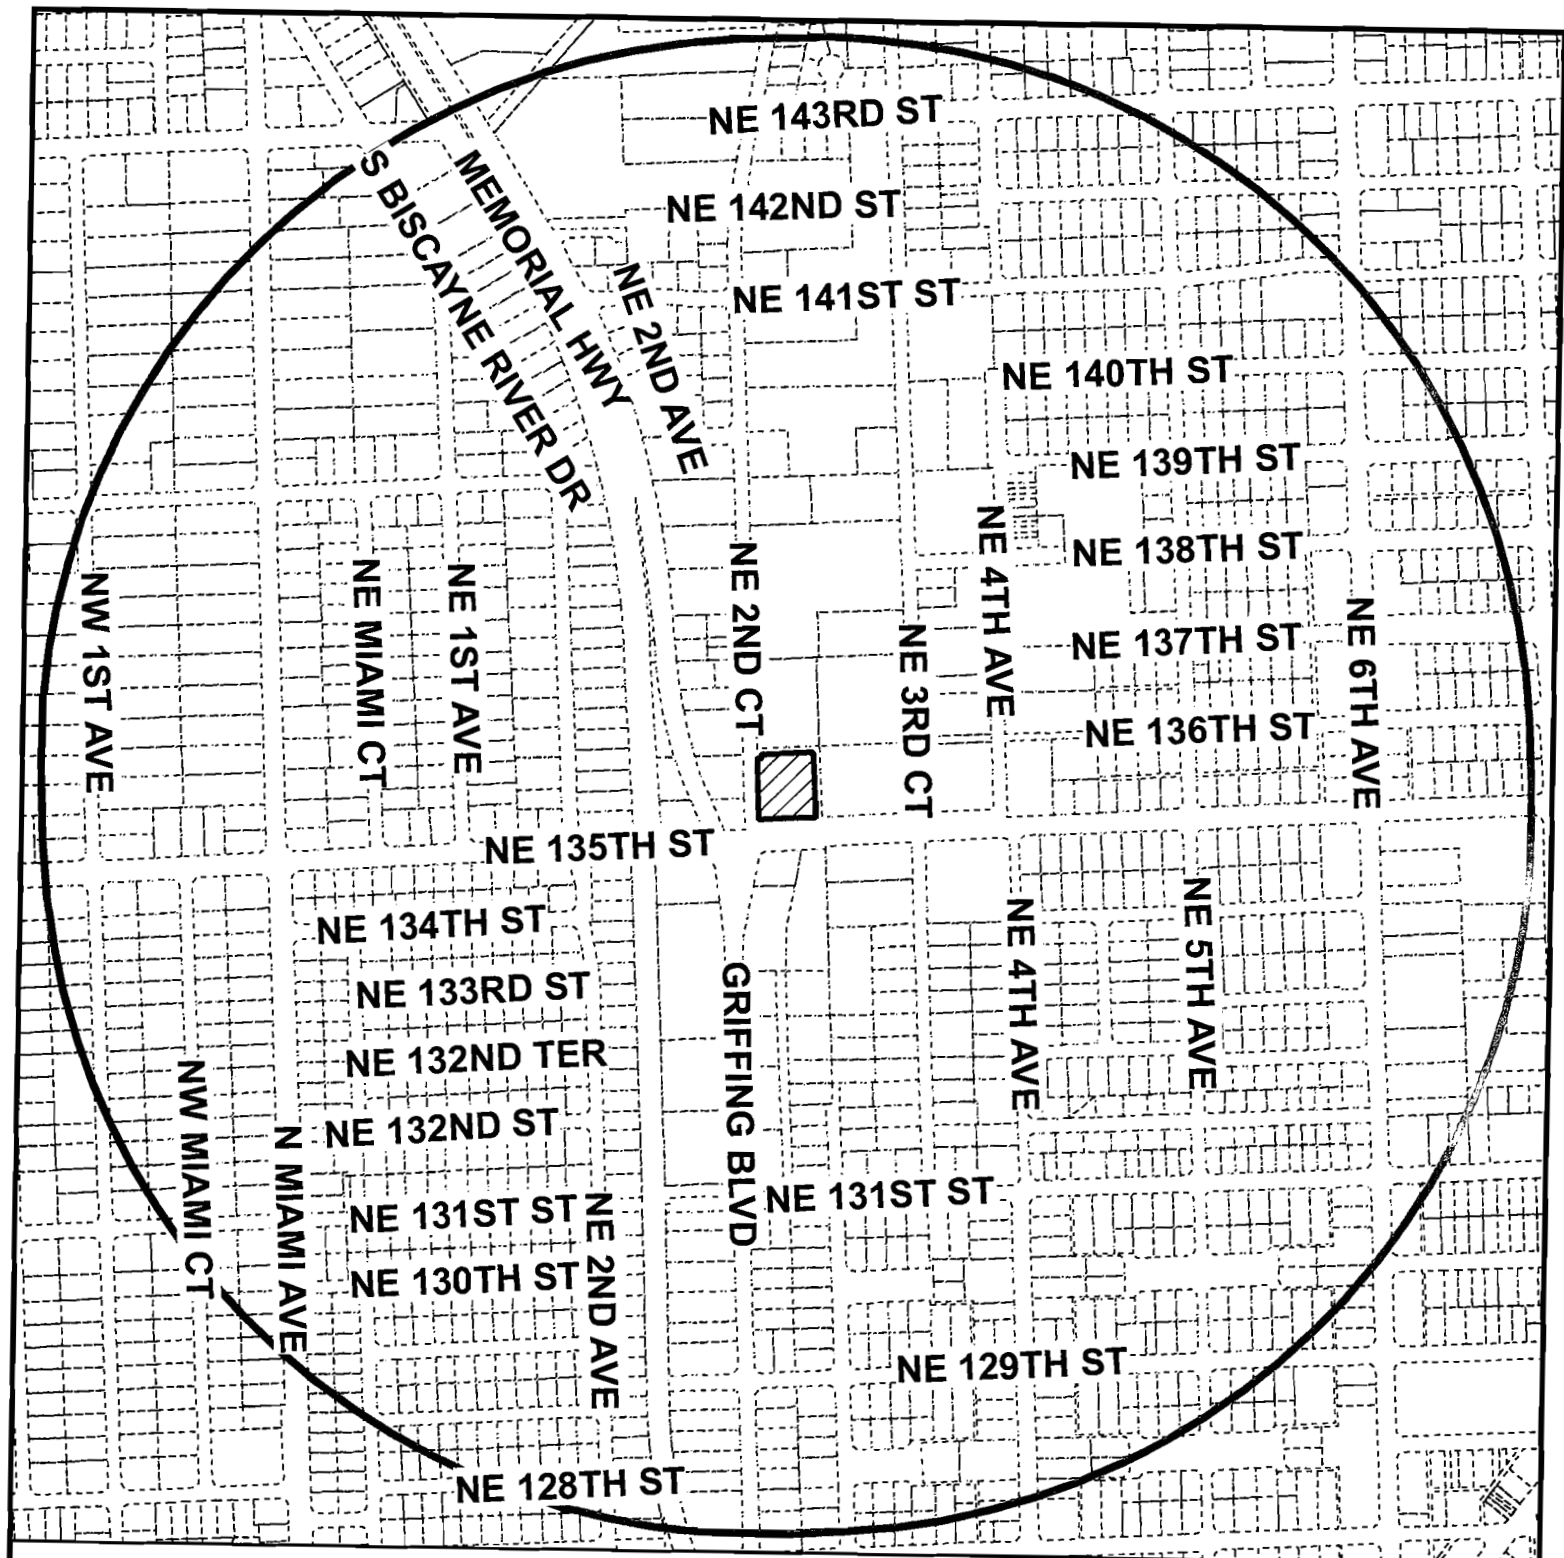 NE 143RD ST
S BISCAYNE RIVER DR
MEMORIAL HWY
NE 142ND ST
NE 2ND AVE
NE 141ST ST
NE 140TH ST
NE 139TH ST
NE 4TH AVE
NE 138TH ST
NW 1ST AVE
NE MIAMI CT
NE 1ST AVE
NE 2ND CT
NE 3RD CT
NE 137TH ST
NE 6TH AVE
NE 136TH ST
NE 135TH ST
NE 134TH ST
NE 4TH AVE
NE 5TH AVE
NE 133RD ST
GRIFFING BLVD
NE 132ND TER
NW MIAMI CT
N MIAMI AVE
NE 132ND ST
NE 131ST ST
NE 2ND AVE
NE 131ST ST
NE 130TH ST
NE 129TH ST
NE 128TH ST